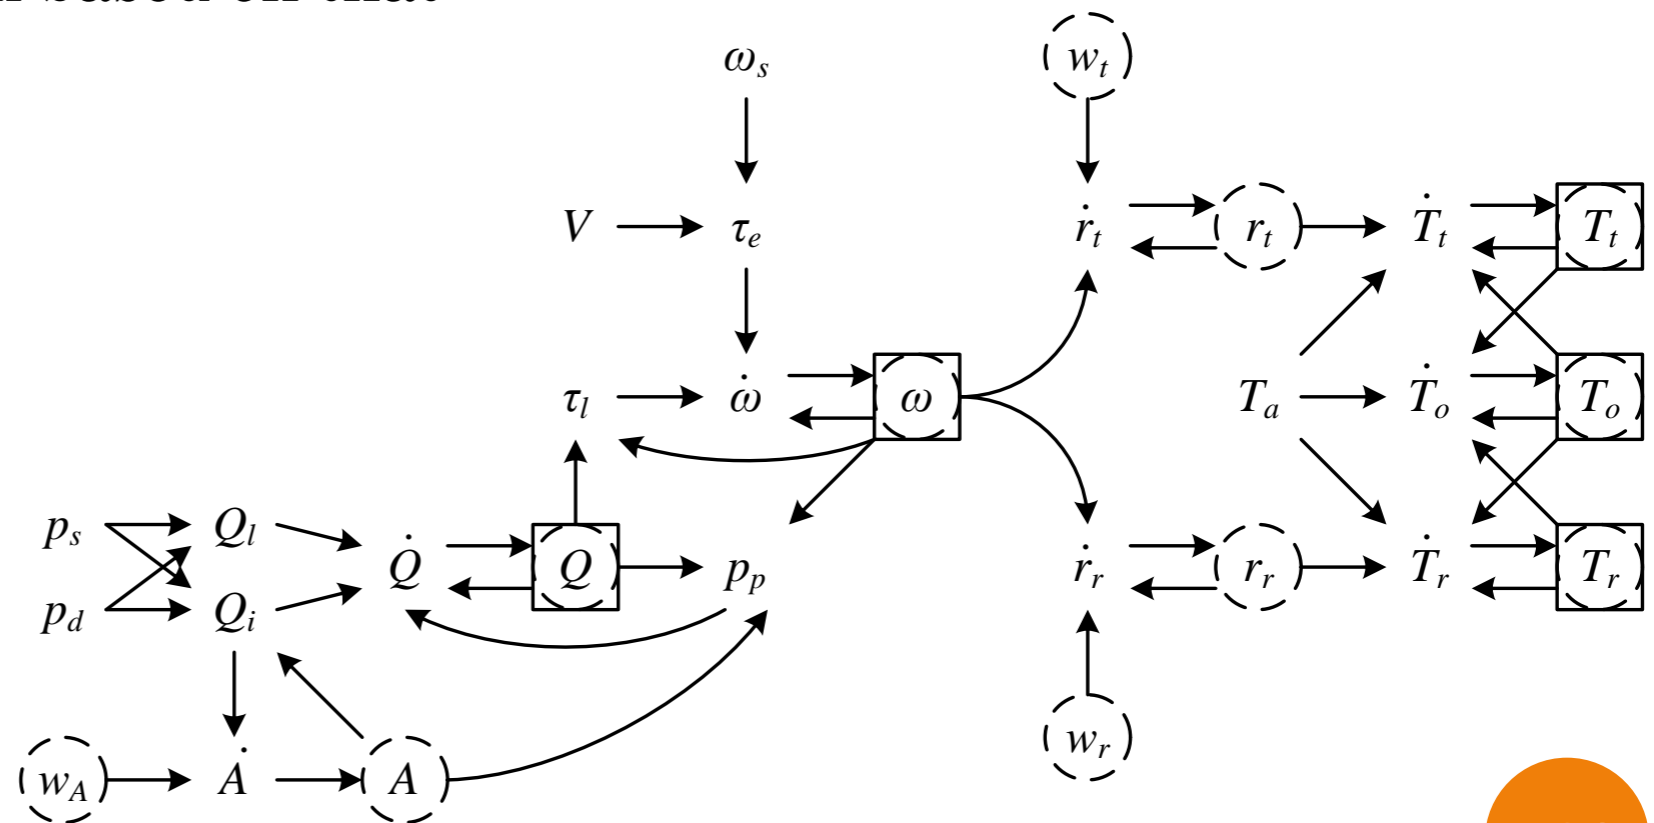 ω_s w_t
V τ_e ṙ_t r_t Ṫ_t T_t
τ_l ω̇ ω T_a Ṫ_o T_o
p_s Q_l
Q̇ Q p_p ṙ_r r_r Ṫ_r T_r
p_d Q_i
w_r
w_A Ȧ A